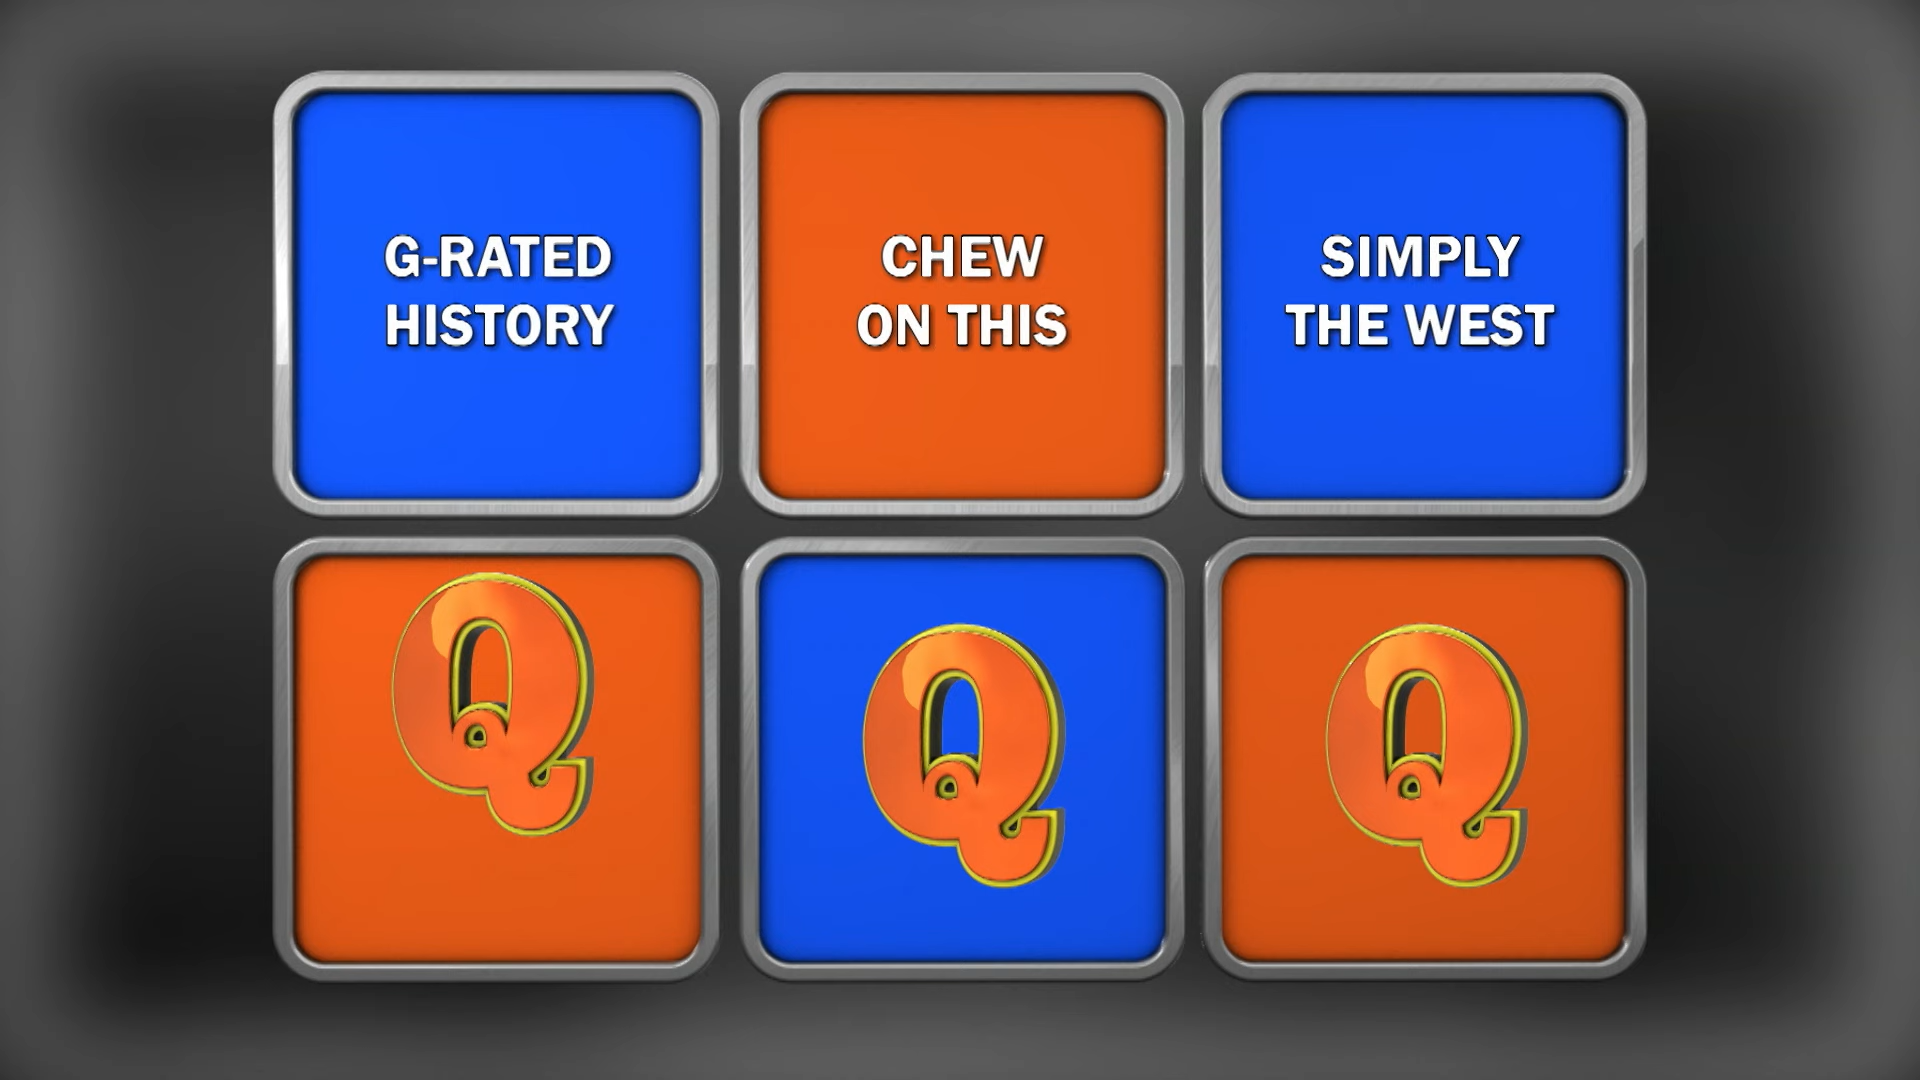 G-RATED
HISTORY
CHEW
ON THIS
SIMPLY
THE WEST
Q
Q
Q